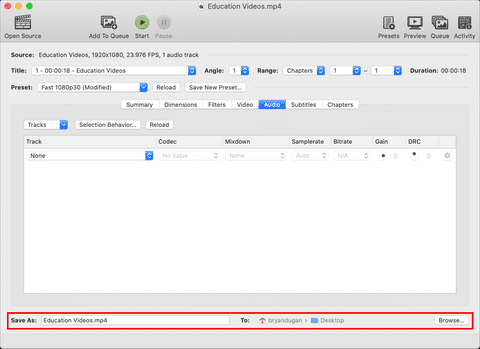 Education Videos.mp4
Open Source Add To Queue Start Pause Presets Preview Queue Activity
Source: Education Videos, 1920x1080, 23.976 FPS, 1 audio track
Title: 1 - 00:00:18 - Education Videos Angle: 1 Range: Chapters 1 – 1 Duration: 00:00:18
Preset: Fast 1080p30 (Modified) Reload Save New Preset...
Summary Dimensions Filters Video Audio Subtitles Chapters
Tracks Selection Behavior... Reload
Track Codec Mixdown Samplerate Bitrate Gain DRC
None No Value None Auto N/A 0 0
Save As: Education Videos.mp4 To: bryandugan › Desktop Browse...